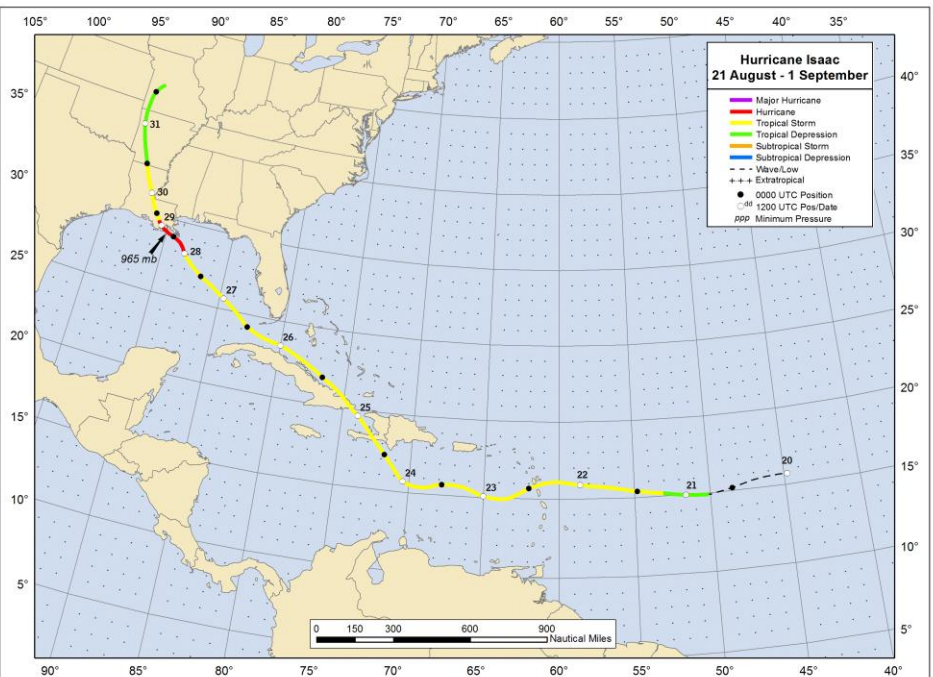 105° 100° 95° 90° 85° 80° 75° 70° 65° 60° 55° 50° 45° 40° 35°
Hurricane Isaac
21 August - 1 September
Major Hurricane
Hurricane
Tropical Storm
Tropical Depression
Subtropical Storm
Subtropical Depression
Wave/Low
Extratropical
0000 UTC Position
dd 1200 UTC Pos/Date
ppp Minimum Pressure
40°
35°
35°
31
30°
30
30°
29
965 mb
28
25°
27
25°
26
20°
20°
25
15°
24
23
22
21
20
15°
10°
10°
5°
5°
0 150 300 600 900
Nautical Miles
90° 85° 80° 75° 70° 65° 60° 55° 50° 45° 40°